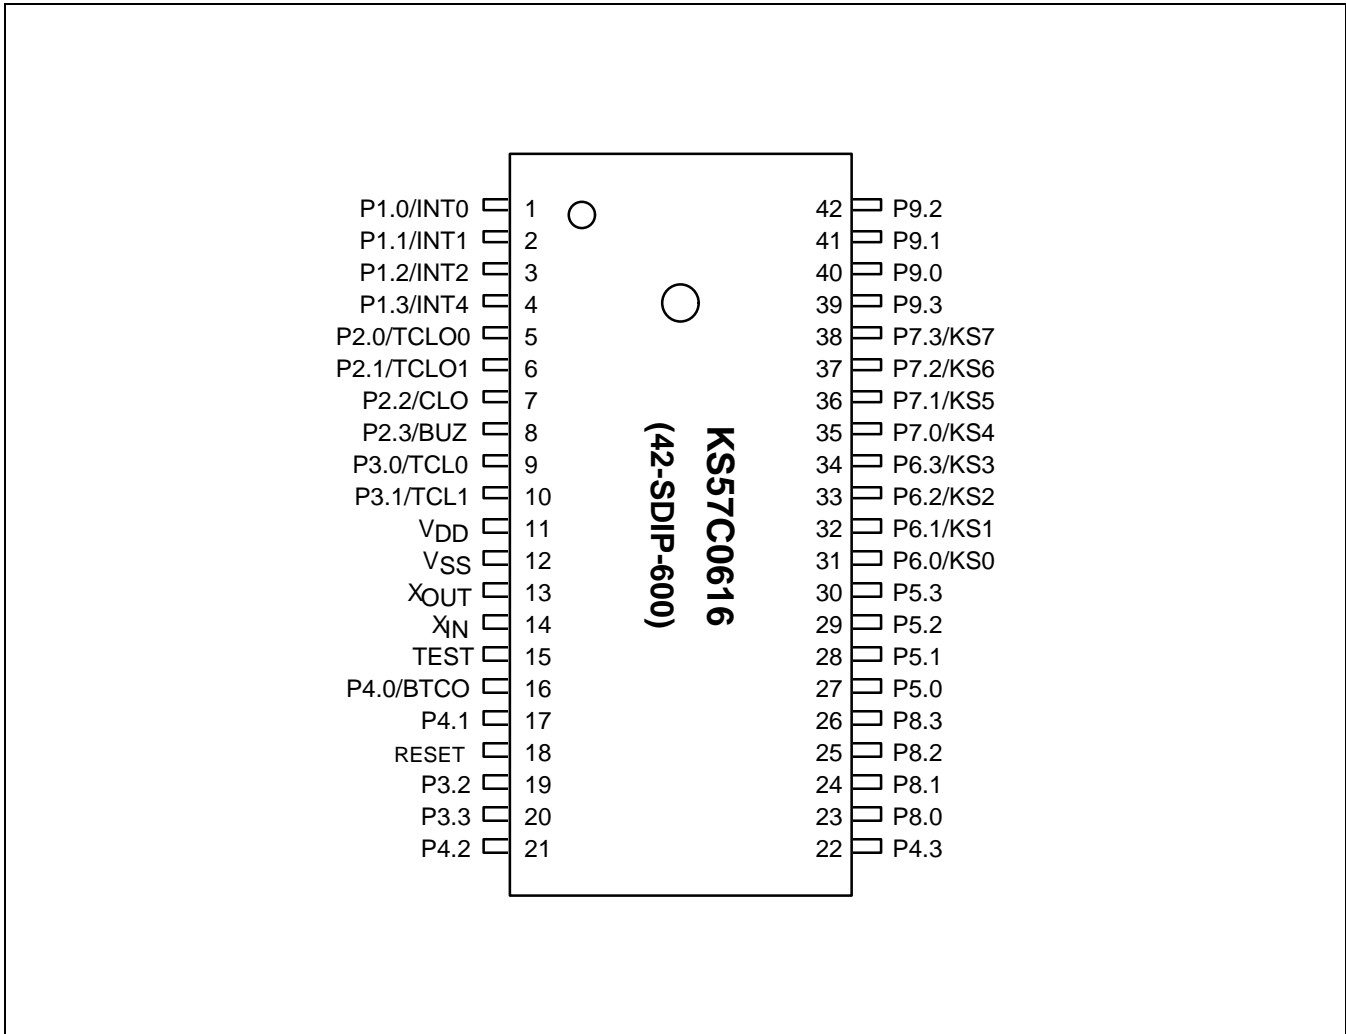 P1.0/INT0 1 42 P9.2
P1.1/INT1 2 41 P9.1
P1.2/INT2 3 40 P9.0
P1.3/INT4 4 39 P9.3
P2.0/TCLO0 5 38 P7.3/KS7
P2.1/TCLO1 6 37 P7.2/KS6
P2.2/CLO 7 36 P7.1/KS5
P2.3/BUZ 8 35 P7.0/KS4
P3.0/TCL0 9 34 P6.3/KS3
P3.1/TCL1 10 33 P6.2/KS2
VDD 11 32 P6.1/KS1
VSS 12 31 P6.0/KS0
XOUT 13 30 P5.3
XIN 14 29 P5.2
TEST 15 28 P5.1
P4.0/BTCO 16 27 P5.0
P4.1 17 26 P8.3
RESET 18 25 P8.2
P3.2 19 24 P8.1
P3.3 20 23 P8.0
P4.2 21 22 P4.3
KS57C0616
(42-SDIP-600)